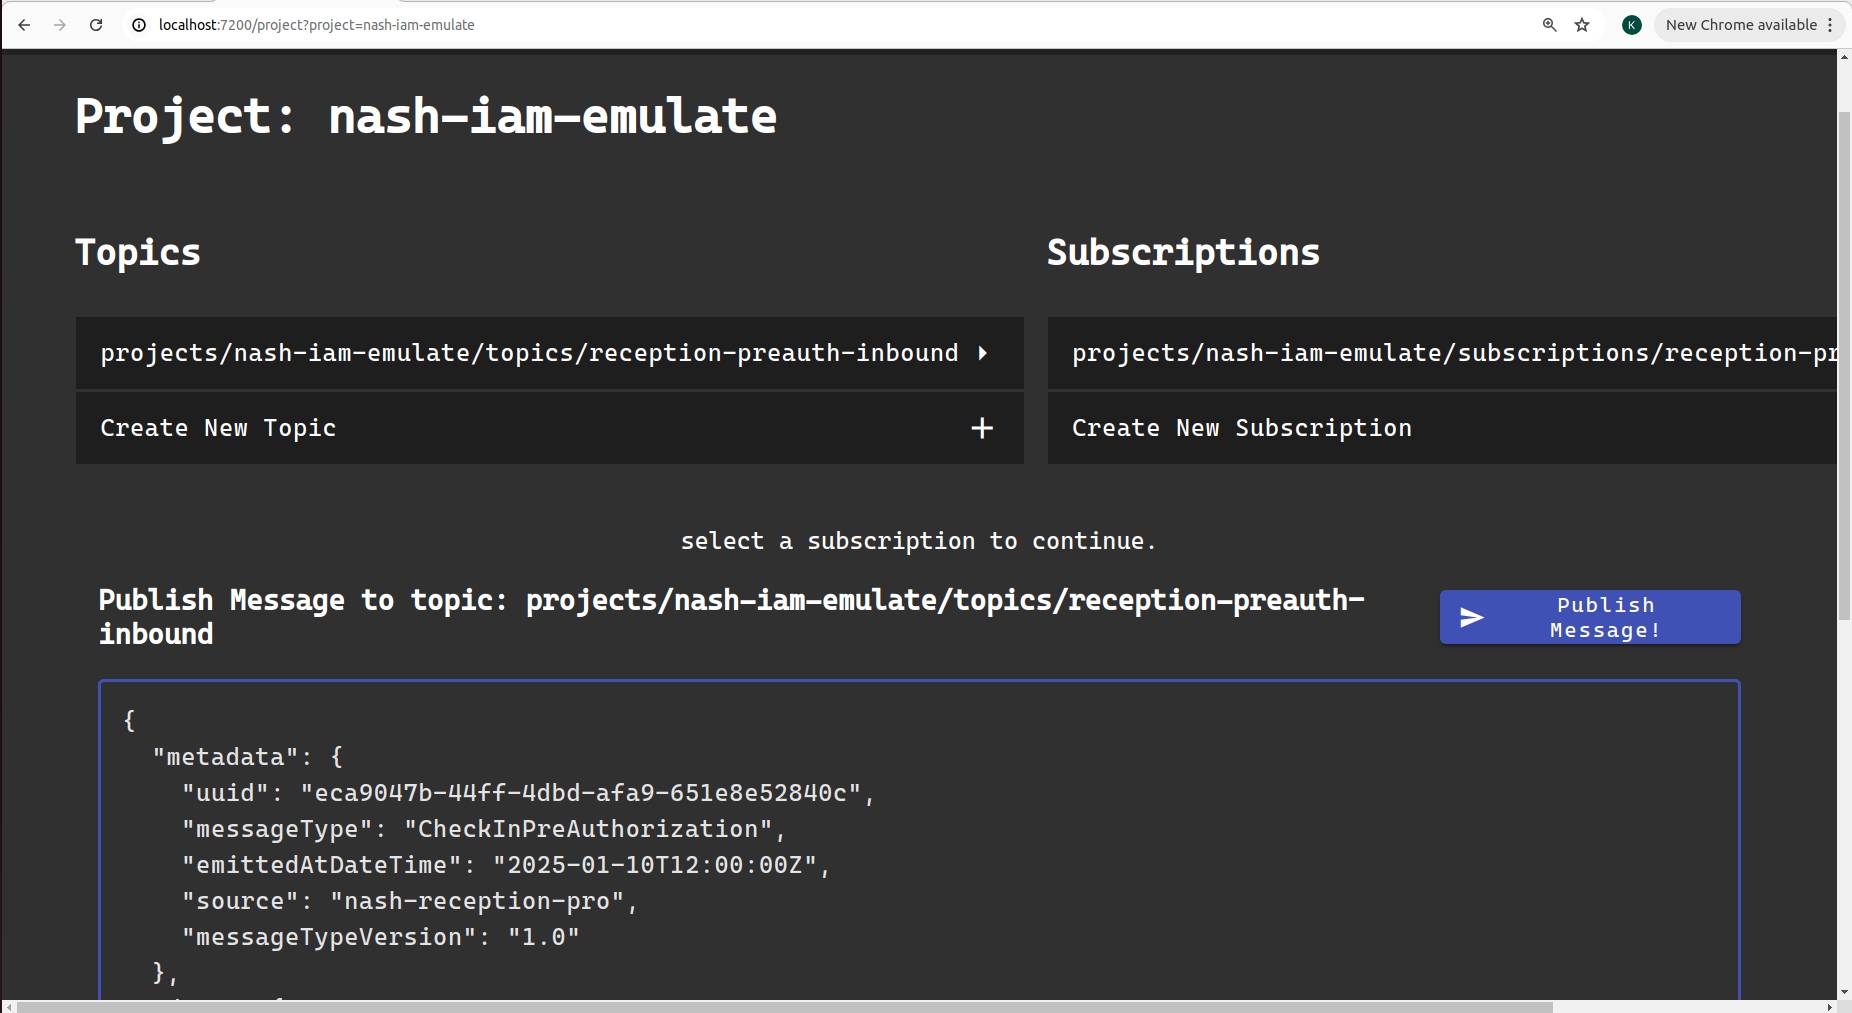 localhost:7200/project?project=nash-iam-emulate
K
New Chrome available
Project: nash-iam-emulate
Topics
projects/nash-iam-emulate/topics/reception-preauth-inbound
Create New Topic
Subscriptions
projects/nash-iam-emulate/subscriptions/reception-pr
Create New Subscription
select a subscription to continue.
Publish Message to topic: projects/nash-iam-emulate/topics/reception-preauth-
inbound
Publish
Message!
{
  "metadata": {
    "uuid": "eca9047b-44ff-4dbd-afa9-651e8e52840c",
    "messageType": "CheckInPreAuthorization",
    "emittedAtDateTime": "2025-01-10T12:00:00Z",
    "source": "nash-reception-pro",
    "messageTypeVersion": "1.0"
  },